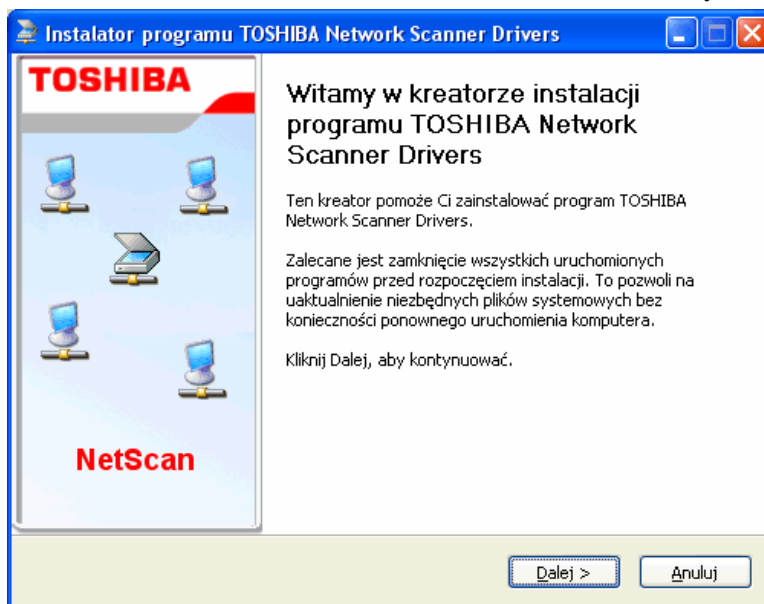 Instalator programu TOSHIBA Network Scanner Drivers
TOSHIBA
NetScan
Witamy w kreatorze instalacji
programu TOSHIBA Network
Scanner Drivers
Ten kreator pomoże Ci zainstalować program TOSHIBA
Network Scanner Drivers.
Zalecane jest zamknięcie wszystkich uruchomionych
programów przed rozpoczęciem instalacji. To pozwoli na
uaktualnienie niezbędnych plików systemowych bez
konieczności ponownego uruchomienia komputera.
Kliknij Dalej, aby kontynuować.
Dalej >
Anuluj